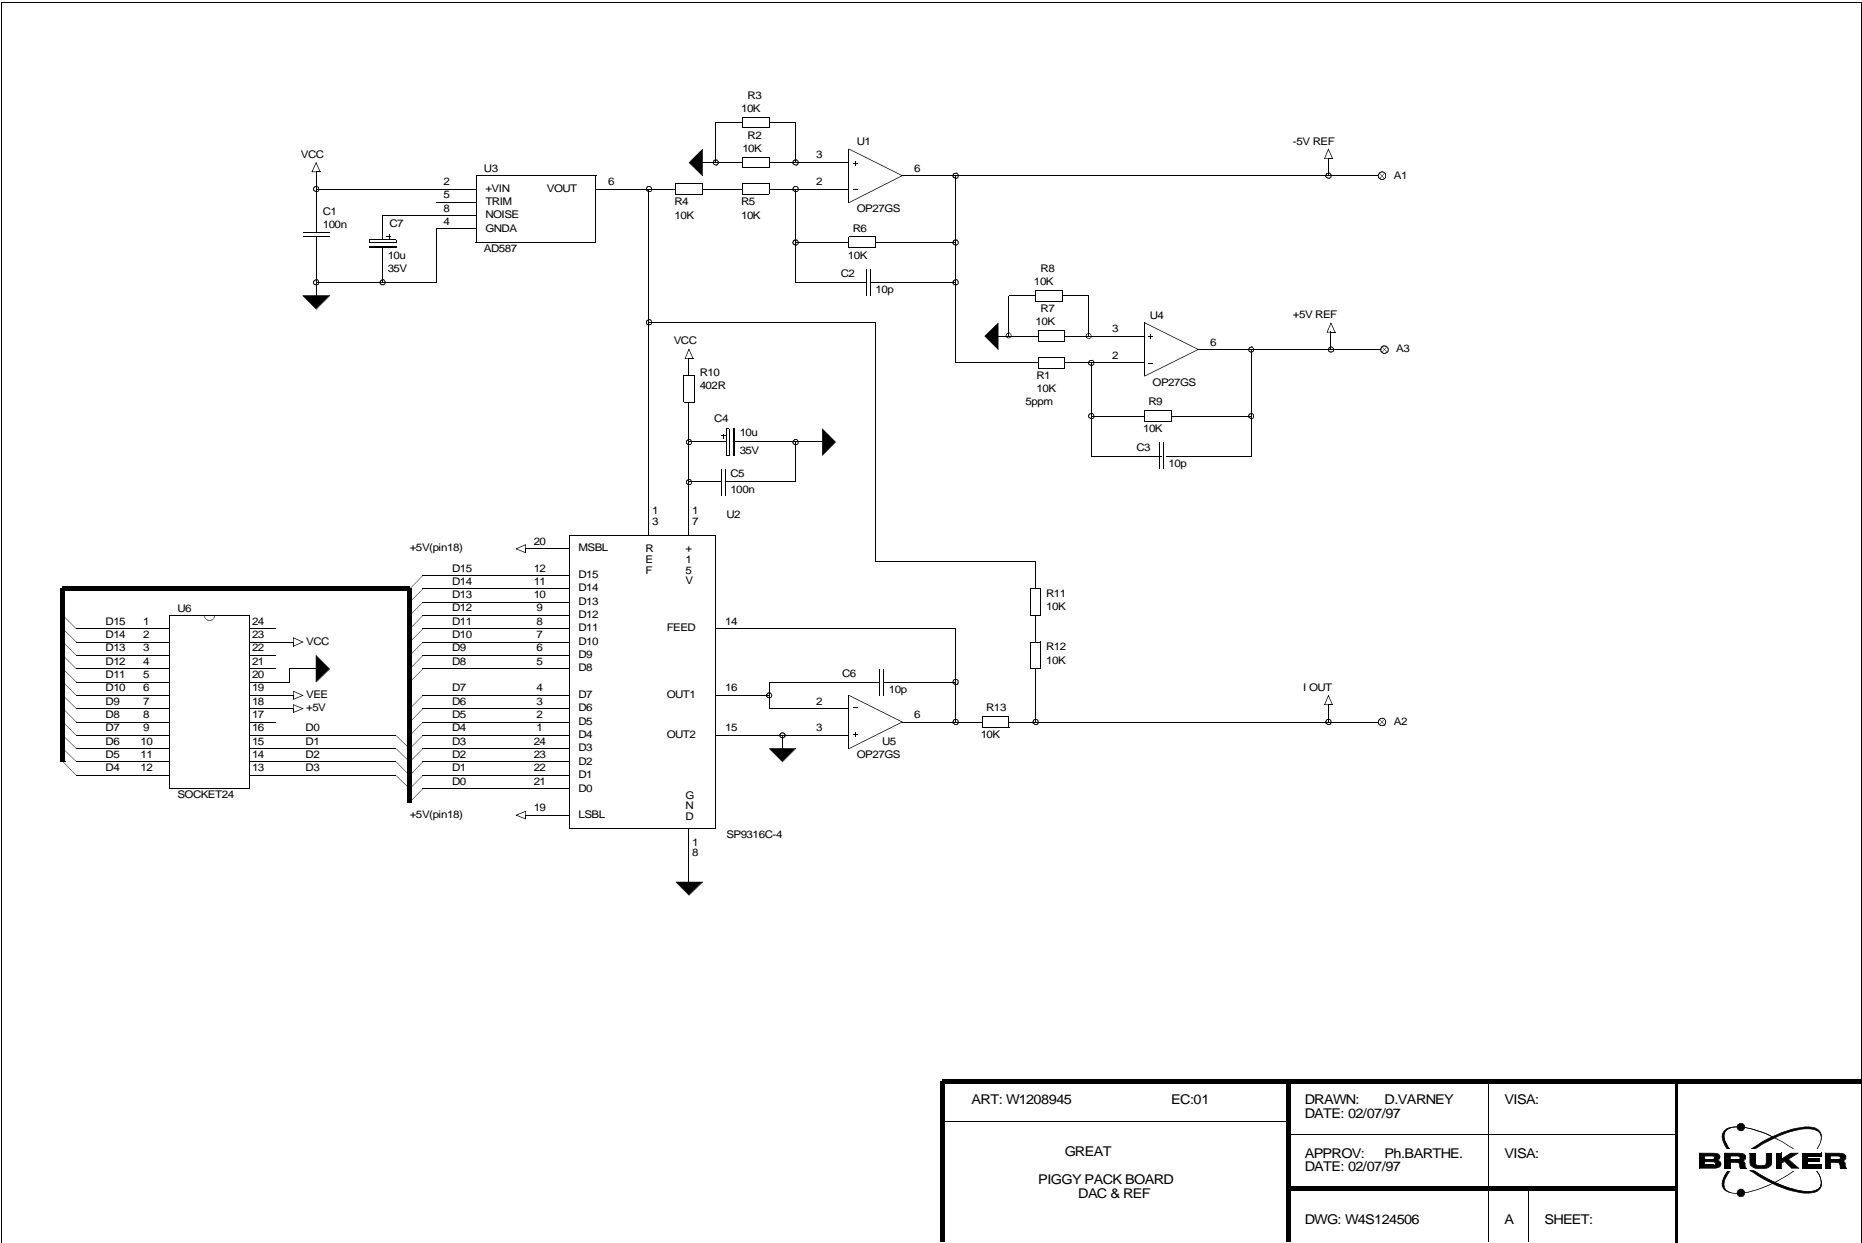 R3
10K
R2
10K
U1
3
+
6
2
-
OP27GS
-5V REF
A1
VCC
U3
2
5
8
4
+VIN
TRIM
NOISE
GNDA
VOUT
6
AD587
C1
100n
C7
+
10u
35V
R4
10K
R5
10K
R6
10K
C2
10p
R8
10K
R7
10K
U4
3
+
6
2
-
OP27GS
R1
10K
5ppm
R9
10K
C3
10p
+5V REF
A3
VCC
R10
402R
C4
+
10u
35V
C5
100n
U2
13
17
+5V(pin18)
20
MSBL
REF
+15V
D15 12 D15
D14 11 D14
D13 10 D13
D12 9 D12
D11 8 D11
D10 7 D10
D9 6 D9
D8 5 D8
D7 4 D7
D6 3 D6
D5 2 D5
D4 1 D4
D3 24 D3
D2 23 D2
D1 22 D1
D0 21 D0
+5V(pin18)
19
LSBL
GND
18
SP9316C-4
FEED 14
OUT1 16
OUT2 15
C6
10p
2
-
3
+
6
U5
OP27GS
R13
10K
R11
10K
R12
10K
I OUT
A2
U6
D15 1 24
D14 2 23 VCC
D13 3 22
D12 4 21
D11 5 20
D10 6 19 VEE
D9 7 18 +5V
D8 8 17
D7 9 16 D0
D6 10 15 D1
D5 11 14 D2
D4 12 13 D3
SOCKET24
ART: W1208945 EC:01
GREAT
PIGGY PACK BOARD
DAC & REF
DRAWN: D.VARNEY
DATE: 02/07/97
VISA:
APPROV: Ph.BARTHE.
DATE: 02/07/97
VISA:
DWG: W4S124506
A
SHEET:
BRUKER